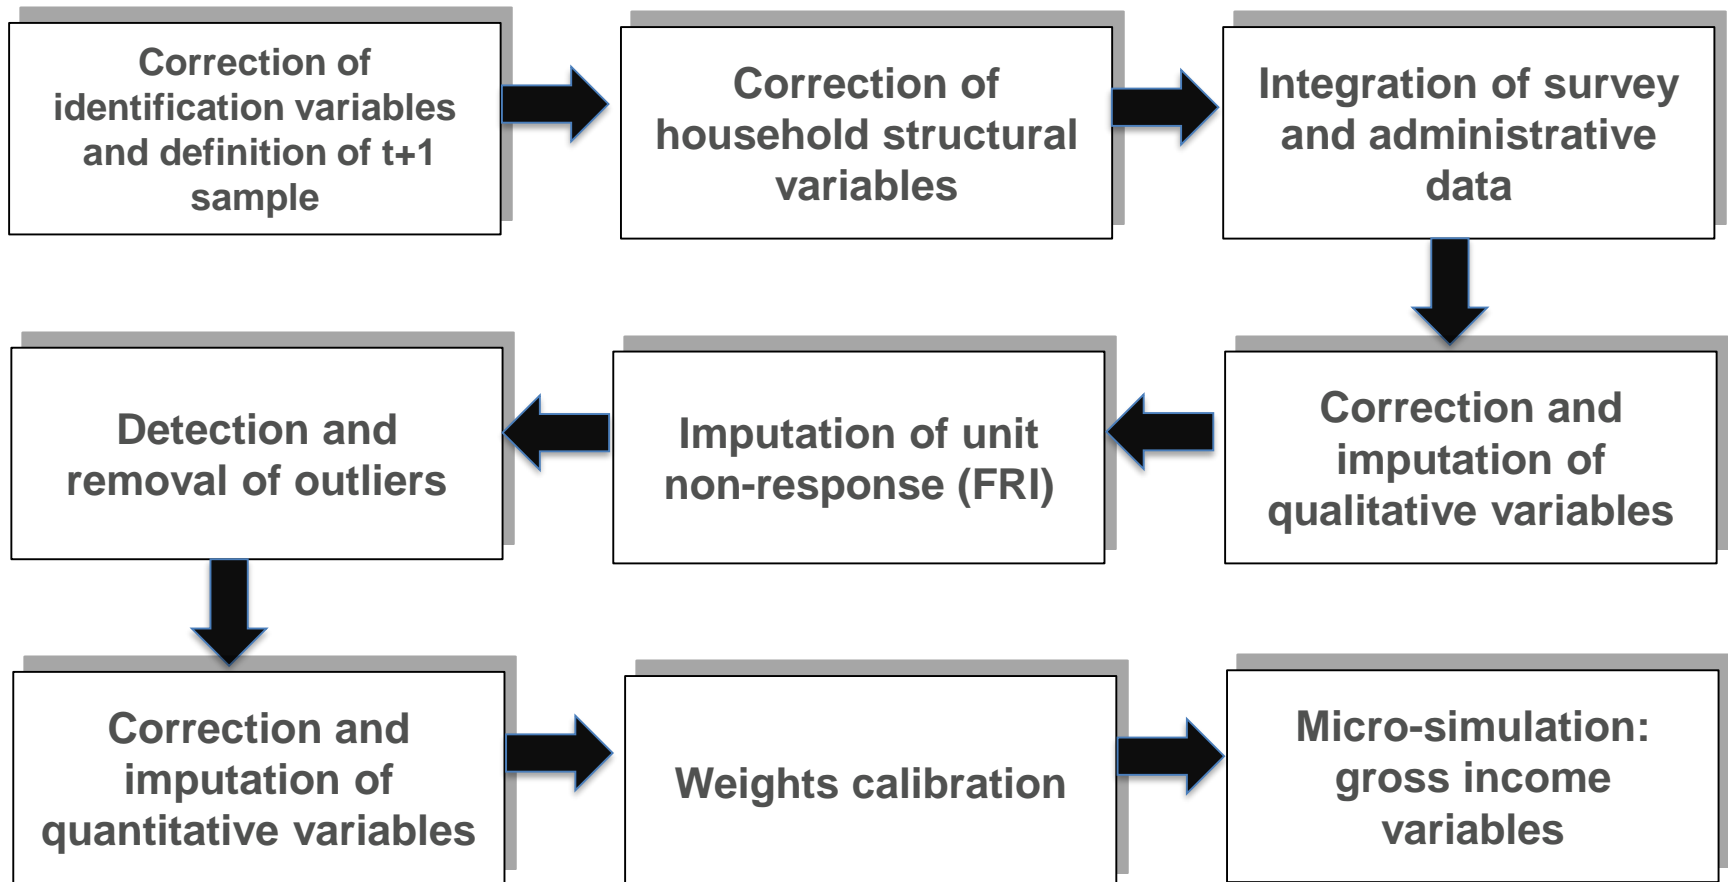 Correction of
identification variables
and definition of t+1
sample
Correction of
household structural
variables
Integration of survey
and administrative
data
Correction and
imputation of
qualitative variables
Imputation of unit
non-response (FRI)
Detection and
removal of outliers
Correction and
imputation of
quantitative variables
Weights calibration
Micro-simulation:
gross income
variables